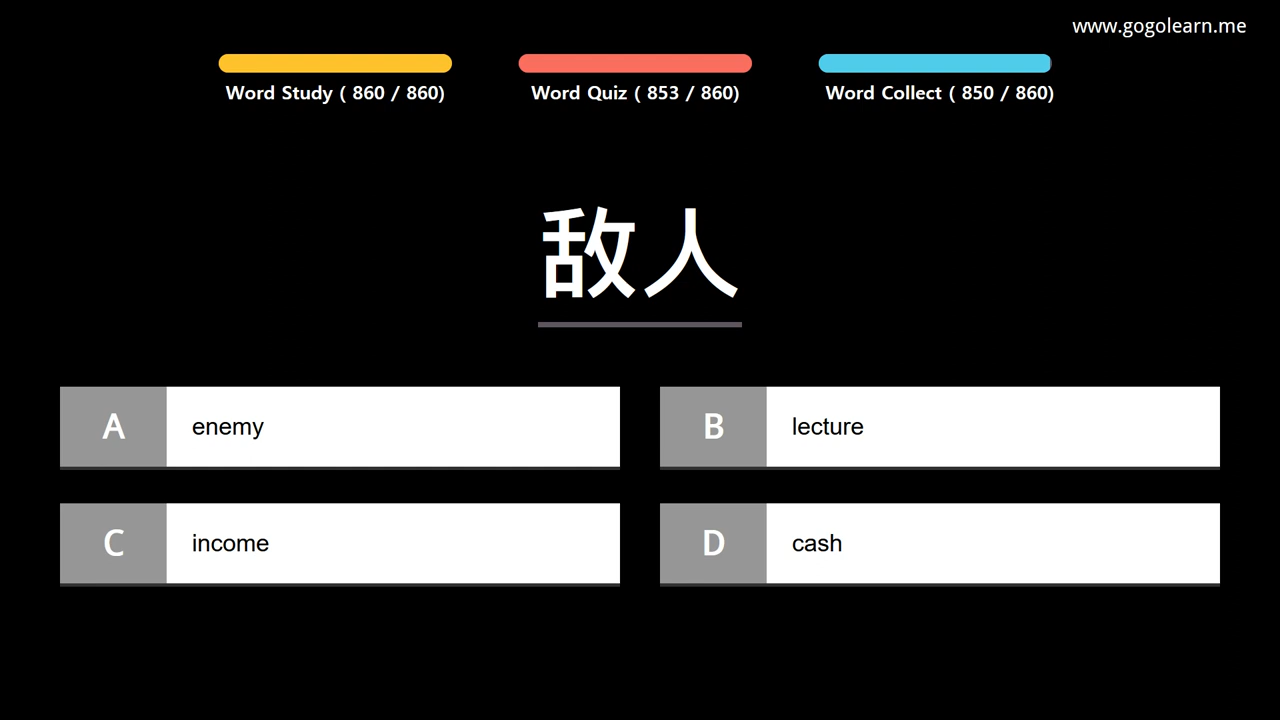 www.gogolearn.me
Word Study ( 860 / 860)
Word Quiz ( 853 / 860)
Word Collect ( 850 / 860)
敌人
A enemy
B lecture
C income
D cash